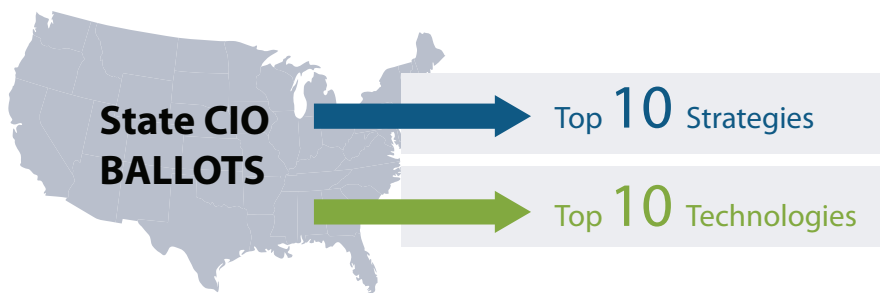 State CIO
BALLOTS
Top 10 Strategies
Top 10 Technologies